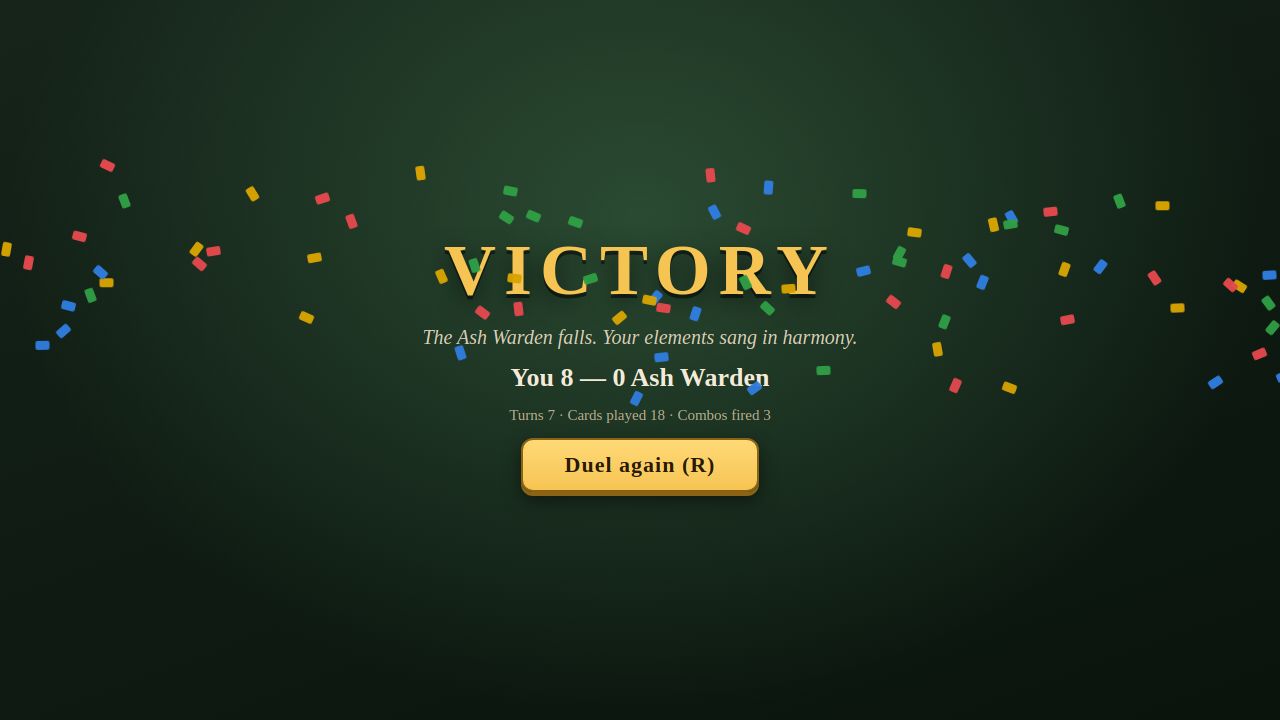 VICTORY
The Ash Warden falls. Your elements sang in harmony.
You 8 — 0 Ash Warden
Turns 7 · Cards played 18 · Combos fired 3
Duel again (R)